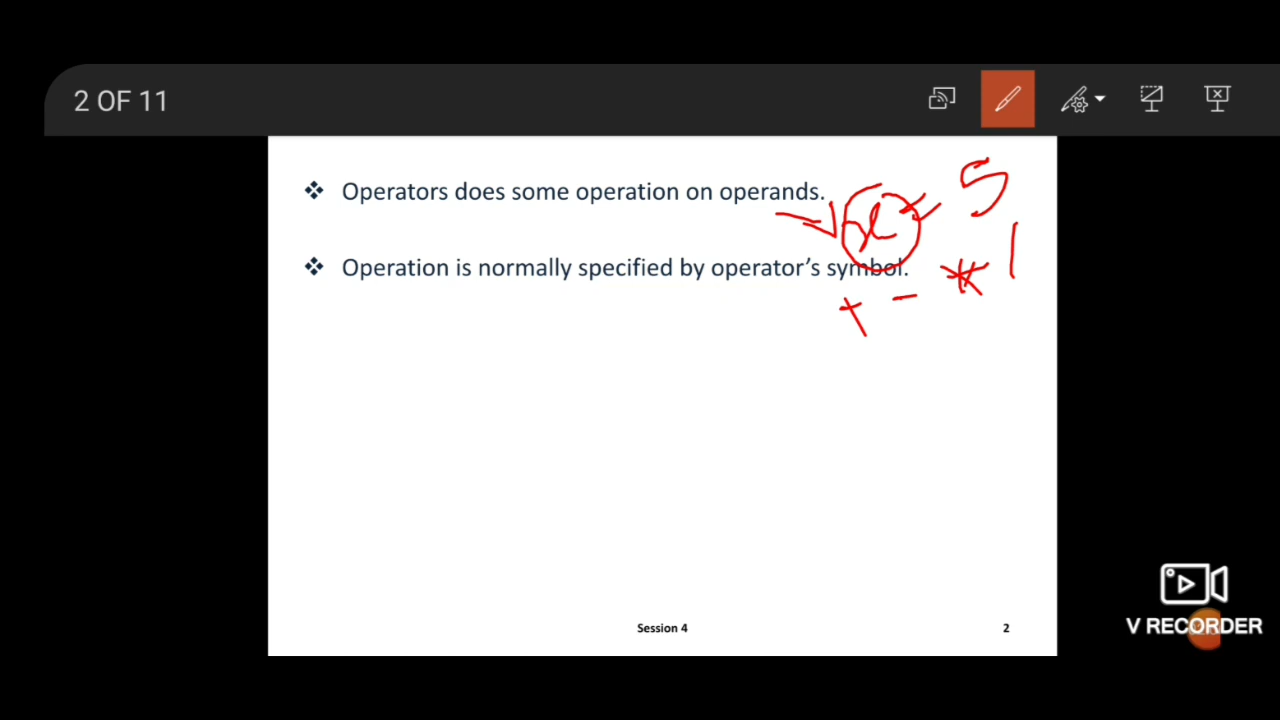 2 OF 11
❖ Operators does some operation on operands.
x = 5
❖ Operation is normally specified by operator's symbol.
+ - * /
Session 4
2
V RECORDER